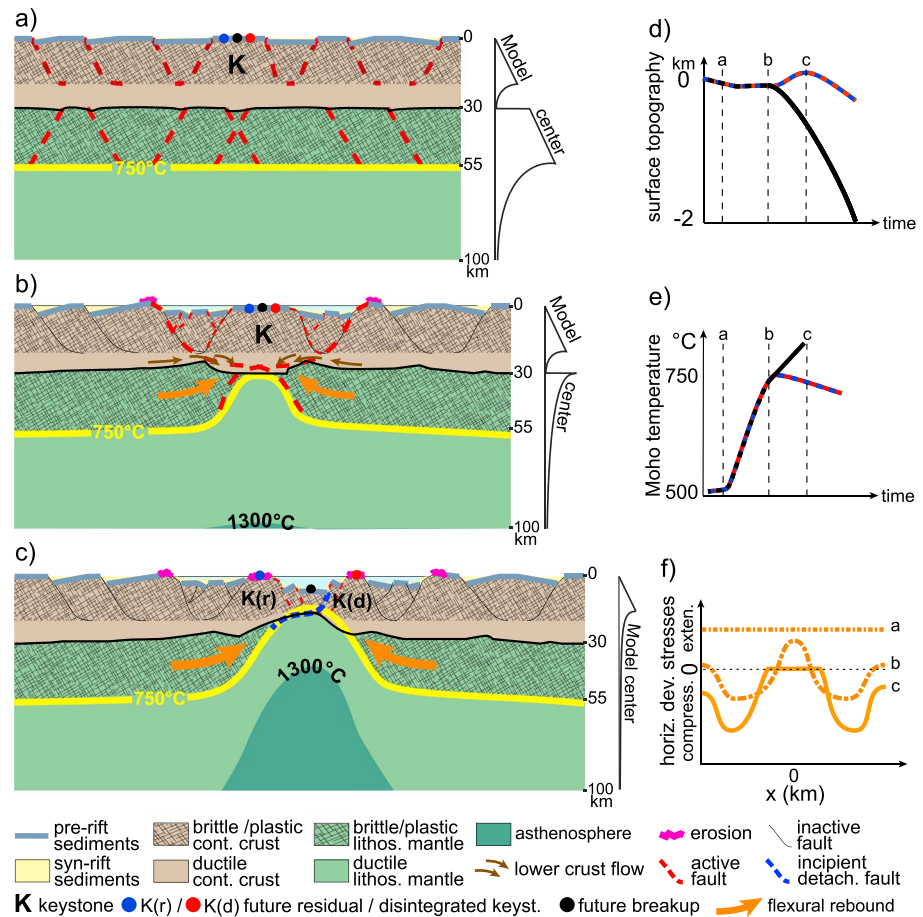 a)
K
0
30
55
100
km
750°C
Model
center
b)
K
0
30
55
100
km
750°C
1300°C
Model
center
c)
K(r)
K(d)
0
30
55
100
km
750°C
1300°C
Model center
d)
km
0
-2
surface topography
a
b
c
time
e)
°C
750
500
Moho temperature
a
b
c
time
f)
horiz. dev. stresses
compress. 0 exten.
a
b
c
0
x (km)
pre-rift
sediments
brittle /plastic
cont. crust
brittle/plastic
lithos. mantle
asthenosphere
erosion
inactive
fault
syn-rift
sediments
ductile
cont. crust
ductile
lithos. mantle
lower crust flow
active
fault
incipient
detach. fault
K keystone
K(r) / K(d) future residual / disintegrated keyst.
future breakup
flexural rebound